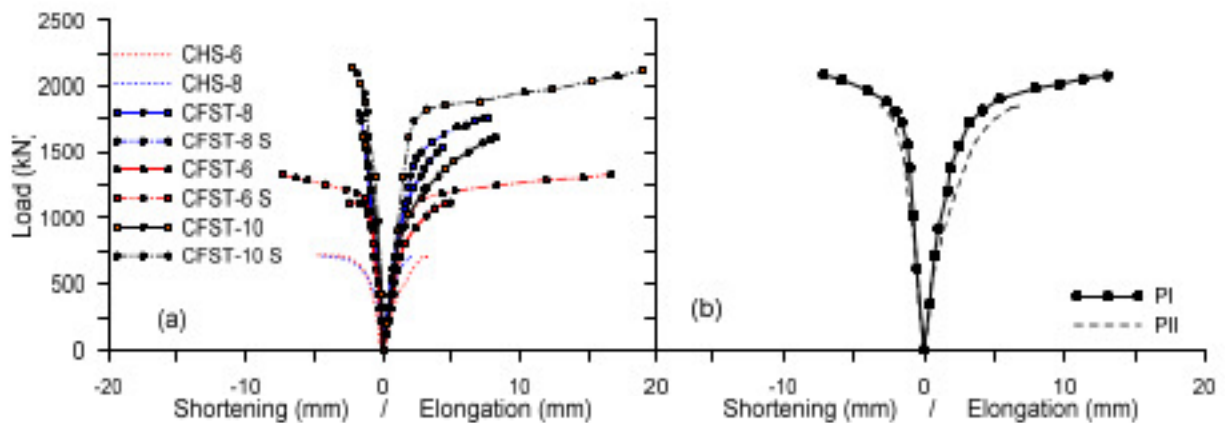 2500
2000
1500
1000
500
0
Load (kN)
CHS-6
CHS-8
CFST-8
CFST-8 S
CFST-6
CFST-6 S
CFST-10
CFST-10 S
(a)
-20 -10 0 10 20
Shortening (mm) / Elongation (mm)
(b)
PI
PII
-10 0 10 20
Shortening (mm) / Elongation (mm)